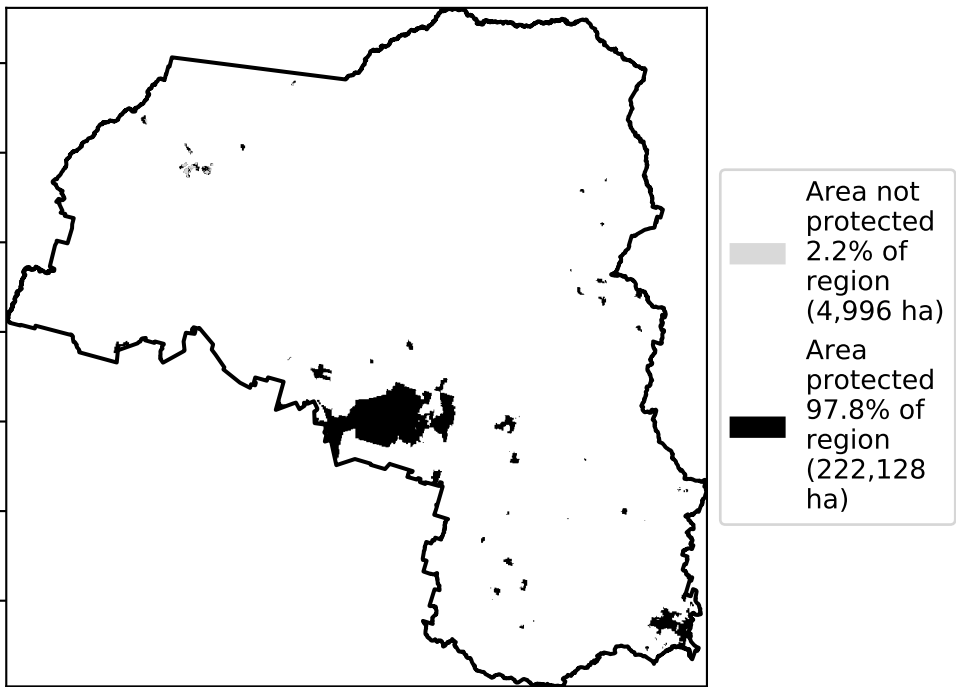 Area not
protected
2.2% of
region
(4,996 ha)
Area
protected
97.8% of
region
(222,128
ha)